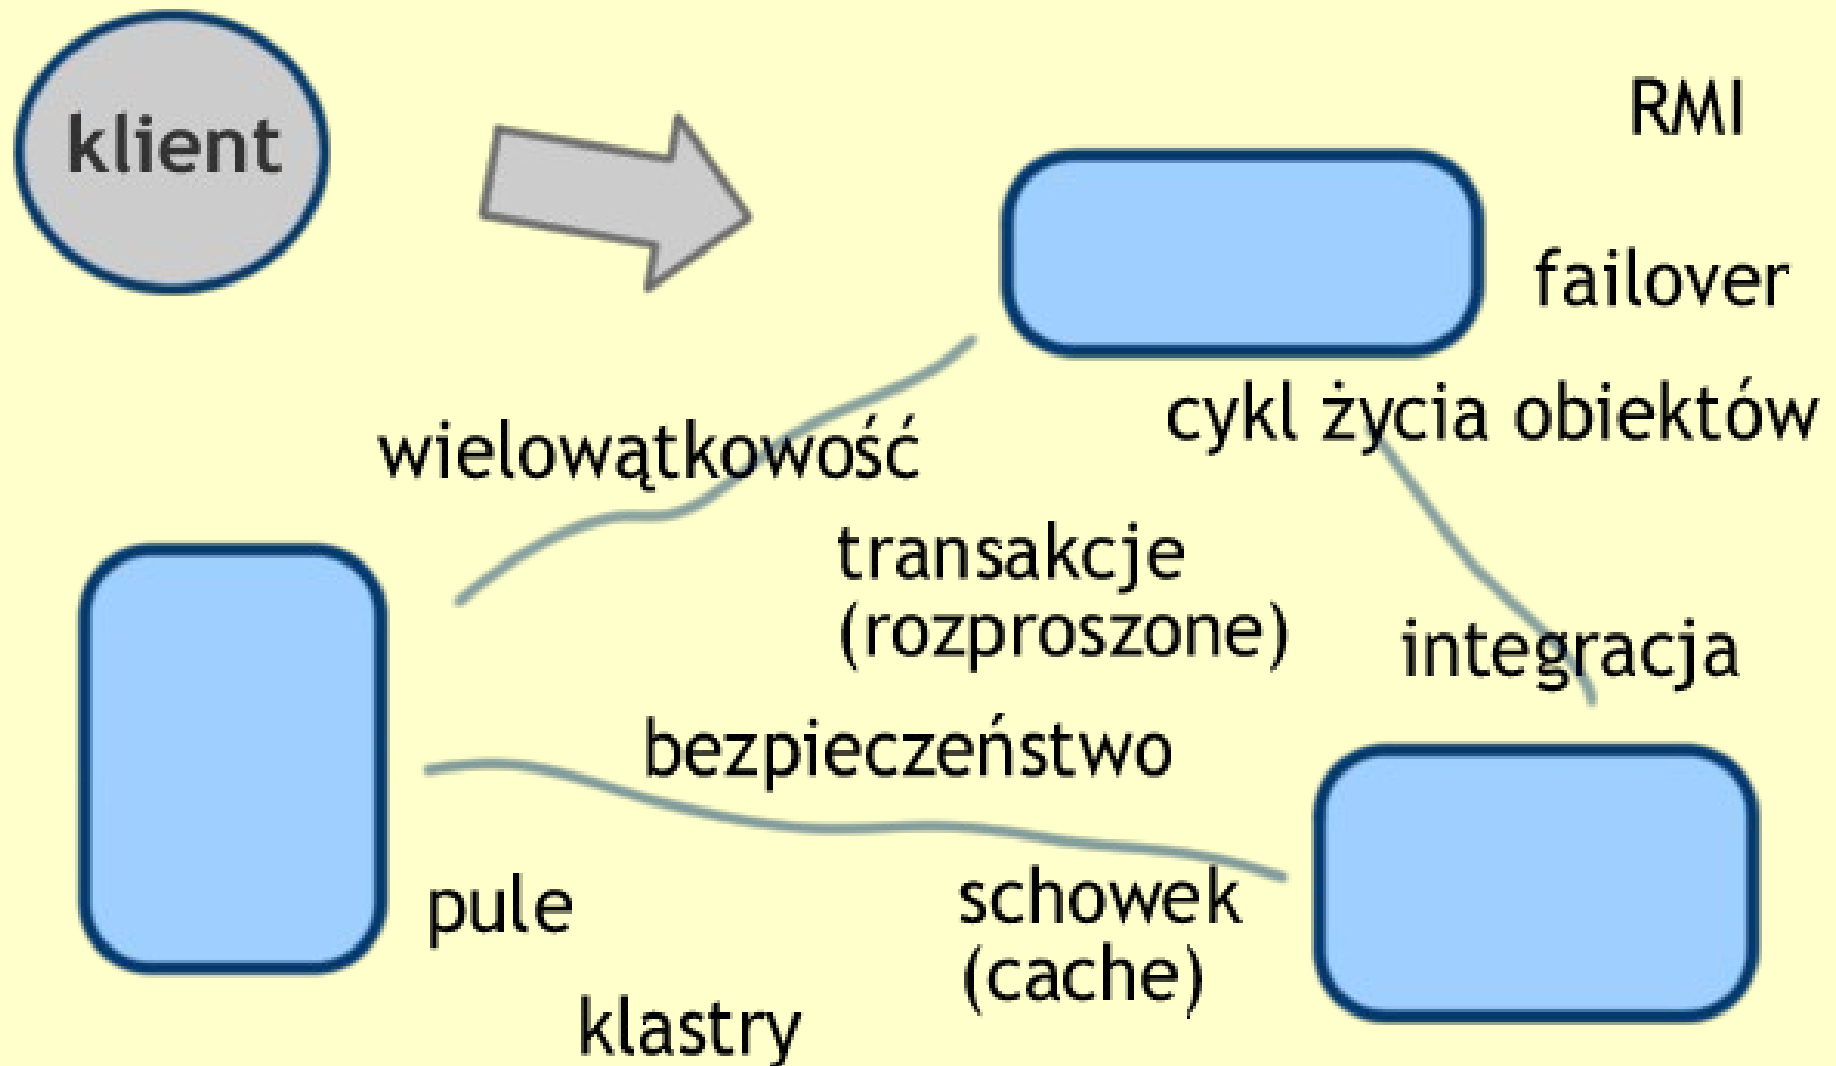 klient
RMI
failover
cykl życia obiektów
wielowątkowość
transakcje
(rozproszone)
integracja
bezpieczeństwo
pule
schowek
(cache)
klastry